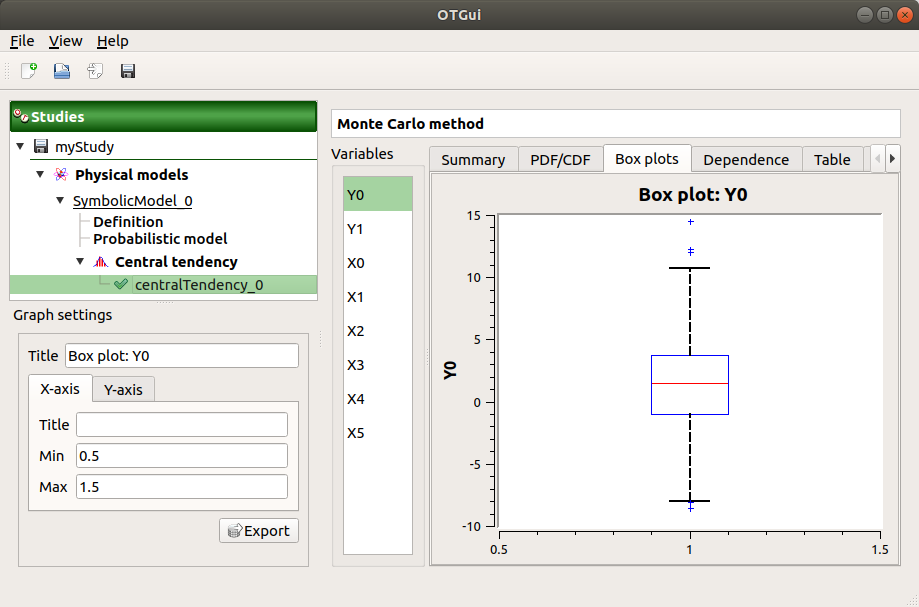 OTGui
File View Help
Studies
myStudy
Physical models
SymbolicModel_0
Definition
Probabilistic model
Central tendency
centralTendency_0
Graph settings
Title Box plot: Y0
X-axis Y-axis
Title
Min 0.5
Max 1.5
Export
Monte Carlo method
Variables
Y0
Y1
X0
X1
X2
X3
X4
X5
Summary PDF/CDF Box plots Dependence Table
Box plot: Y0
Y0
15
10
5
0
-5
-10
0.5 1 1.5